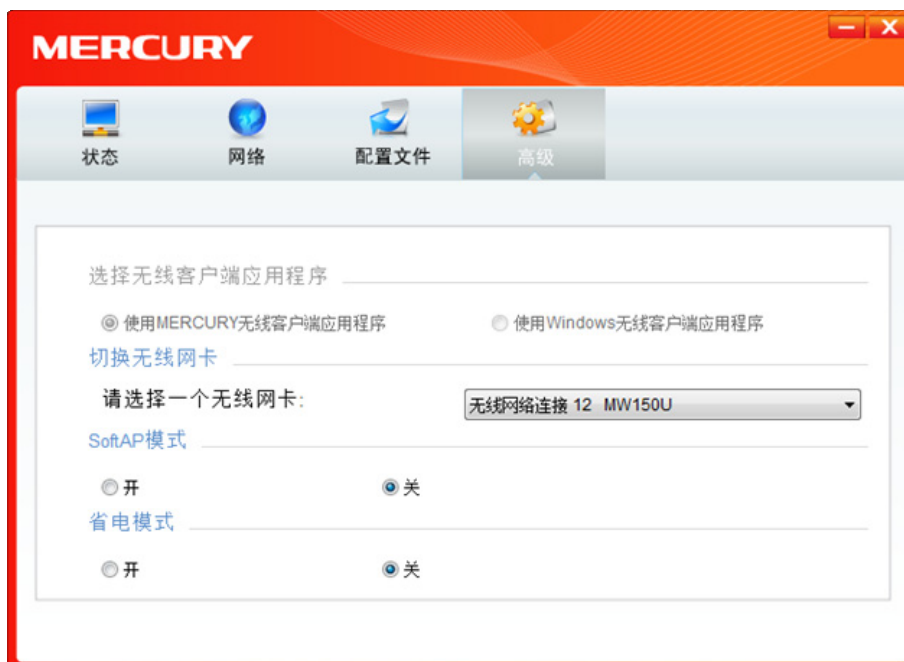 MERCURY
状态 网络 配置文件 高级
选择无线客户端应用程序
使用MERCURY无线客户端应用程序 使用Windows无线客户端应用程序
切换无线网卡
请选择一个无线网卡: 无线网络连接 12 MW150U
SoftAP模式
开 关
省电模式
开 关